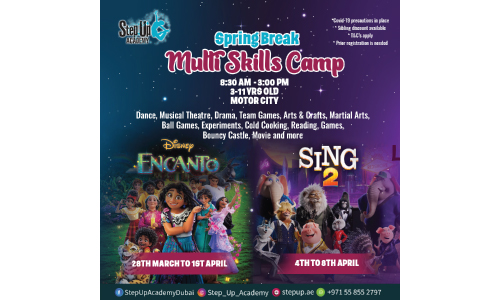 Step Up
ACADEMY
*Covid-19 precautions in place
* Sibling discount available
* T&C's apply
* Prior registration is needed
Spring Break
Multi Skills Camp
8:30 AM - 3:00 PM
3-11 YRS OLD
MOTOR CITY
Dance, Musical Theatre, Drama, Team Games, Arts & Crafts, Martial Arts,
Ball Games, Experiments, Cold Cooking, Reading, Games,
Bouncy Castle, Movie and more
Disney
ENCANTO
SING
2
28TH MARCH TO 1ST APRIL
4TH TO 8TH APRIL
StepUpAcademyDubai
Step_Up_Academy
stepup.ae
+971 55 855 2797